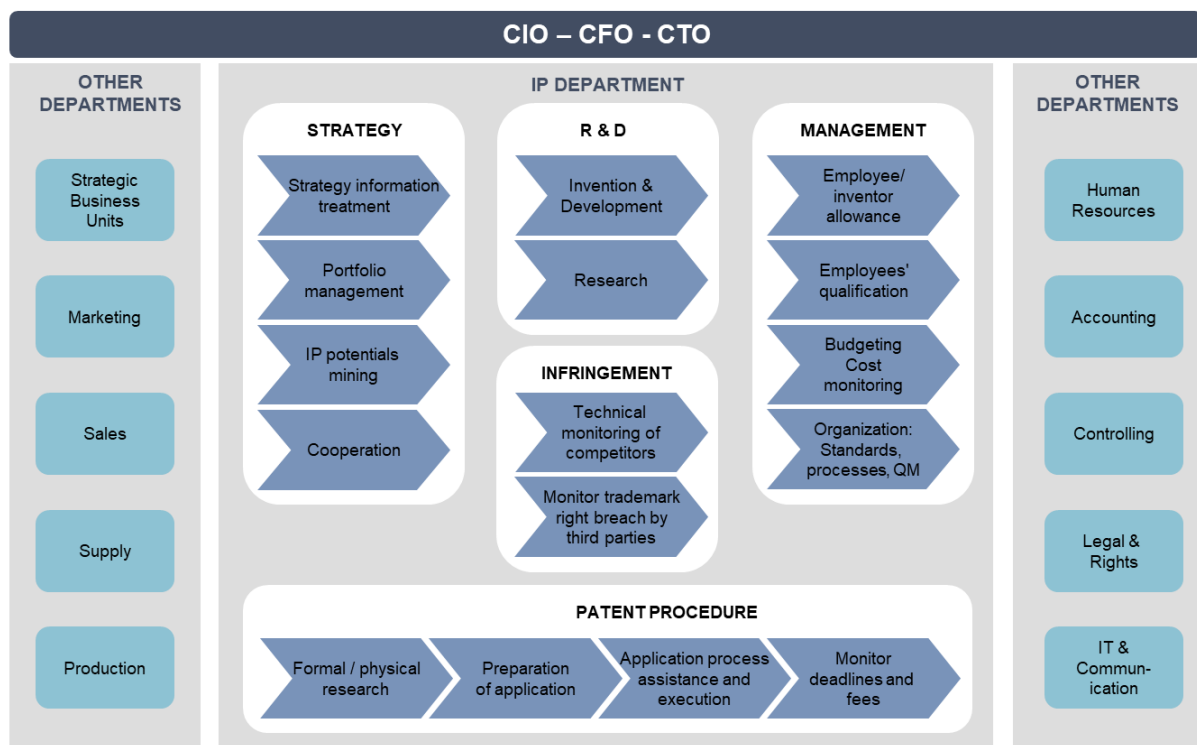 CIO – CFO - CTO
OTHER
DEPARTMENTS
Strategic
Business
Units
Marketing
Sales
Supply
Production
IP DEPARTMENT
STRATEGY
Strategy information
treatment
Portfolio
management
IP potentials
mining
Cooperation
R & D
Invention &
Development
Research
INFRINGEMENT
Technical
monitoring of
competitors
Monitor trademark
right breach by
third parties
MANAGEMENT
Employee/
inventor
allowance
Employees'
qualification
Budgeting
Cost
monitoring
Organization:
Standards,
processes, QM
PATENT PROCEDURE
Formal / physical
research
Preparation
of application
Application process
assistance and
execution
Monitor
deadlines and
fees
OTHER
DEPARTMENTS
Human
Resources
Accounting
Controlling
Legal &
Rights
IT &
Commun-
ication